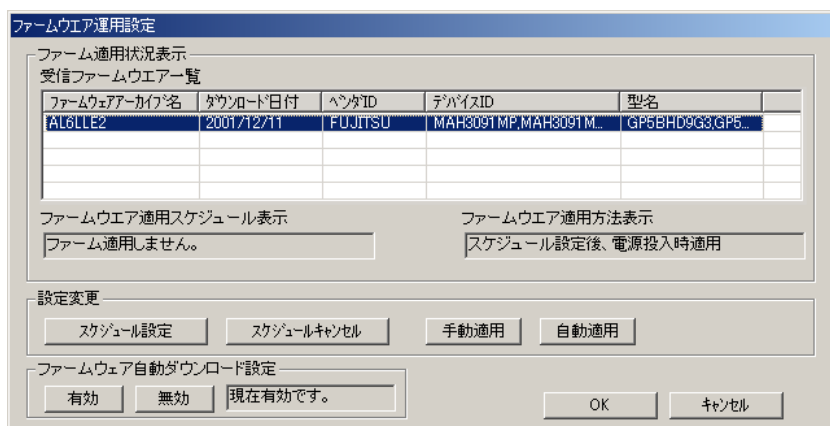 ファームウエア運用設定
ファーム適用状況表示
受信ファームウエア一覧
ファームウェアアーカイブ名 ダウンロード日付 ベンダID デバイスID 型名
AL6LLE2 2001/12/11 FUJITSU MAH3091MP,MAH3091M... GP5BHD9G3,GP5...
ファームウエア適用スケジュール表示 ファームウエア適用方法表示
ファーム適用しません。 スケジュール設定後、電源投入時適用
設定変更
スケジュール設定 スケジュールキャンセル 手動適用 自動適用
ファームウェア自動ダウンロード設定
有効 無効 現在有効です。 OK キャンセル